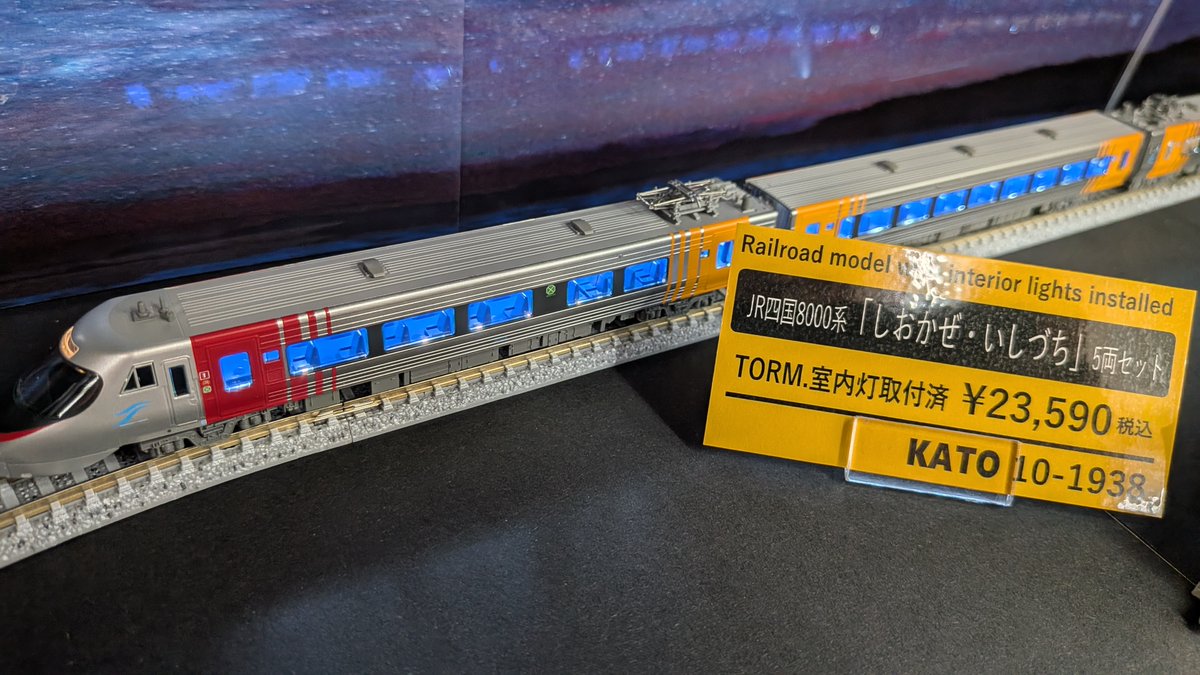 Railroad model interior lights installed
JR四国8000系「しおかぜ・いしづち」5両セット
TORM.室内灯取付済 ¥23,590 税込
KATO 10-1938